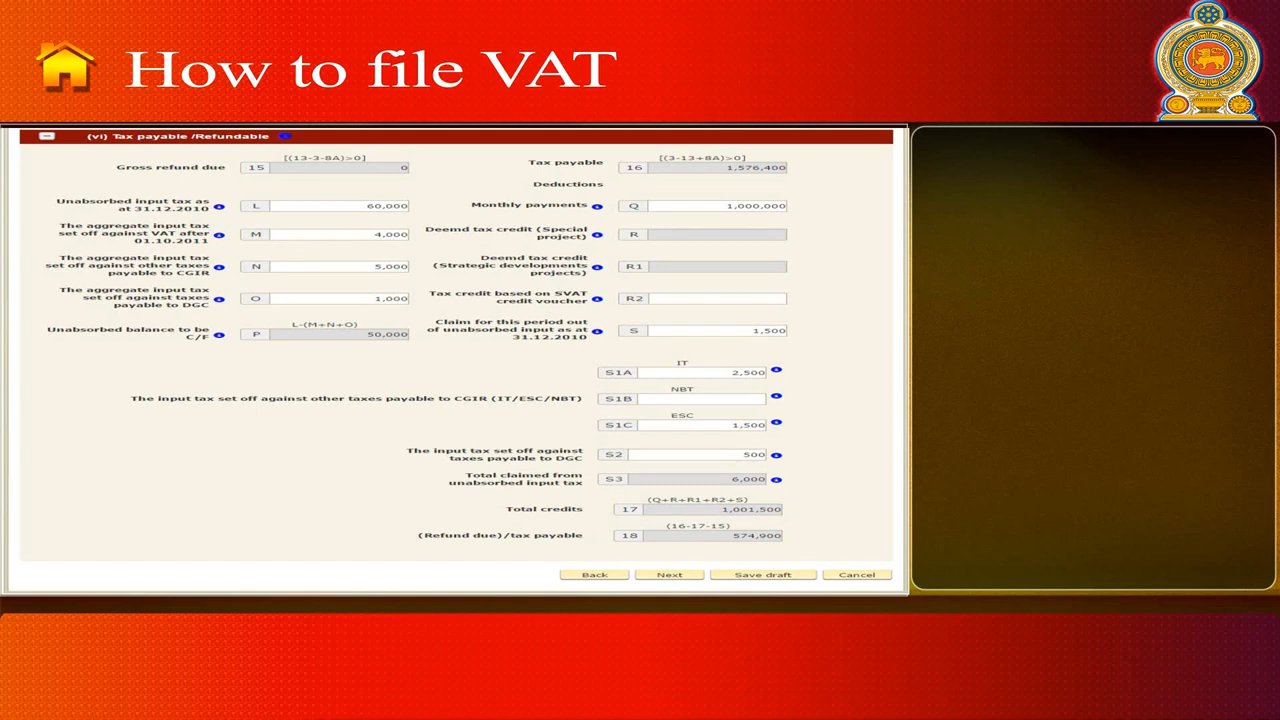 How to file VAT
(vi) Tax payable /Refundable
[(13-3-8A)>0]
Gross refund due 15 0
[(3-13+8A)>0]
Tax payable 16 1,576,400
Deductions
Unabsorbed input tax as
at 31.12.2010 L 60,000
Monthly payments Q 1,000,000
The aggregate input tax
set off against VAT after
01.10.2011 M 4,000
Deemd tax credit (Special
project) R
The aggregate input tax
set off against other taxes
payable to CGIR N 5,000
Deemd tax credit
(Strategic developments
projects) R1
The aggregate input tax
set off against taxes
payable to DGC O 1,000
Tax credit based on SVAT
credit voucher R2
L-(M+N+O)
Unabsorbed balance to be
C/F P 50,000
Claim for this period out
of unabsorbed input as at
31.12.2010 S 1,500
IT
S1A 2,500
NBT
The input tax set off against other taxes payable to CGIR (IT/ESC/NBT) S1B
ESC
S1C 1,500
The input tax set off against
taxes payable to DGC S2 500
Total claimed from
unabsorbed input tax S3 6,000
(Q+R+R1+R2+S)
Total credits 17 1,001,500
(16-17-15)
(Refund due)/tax payable 18 574,900
Back Next Save draft Cancel